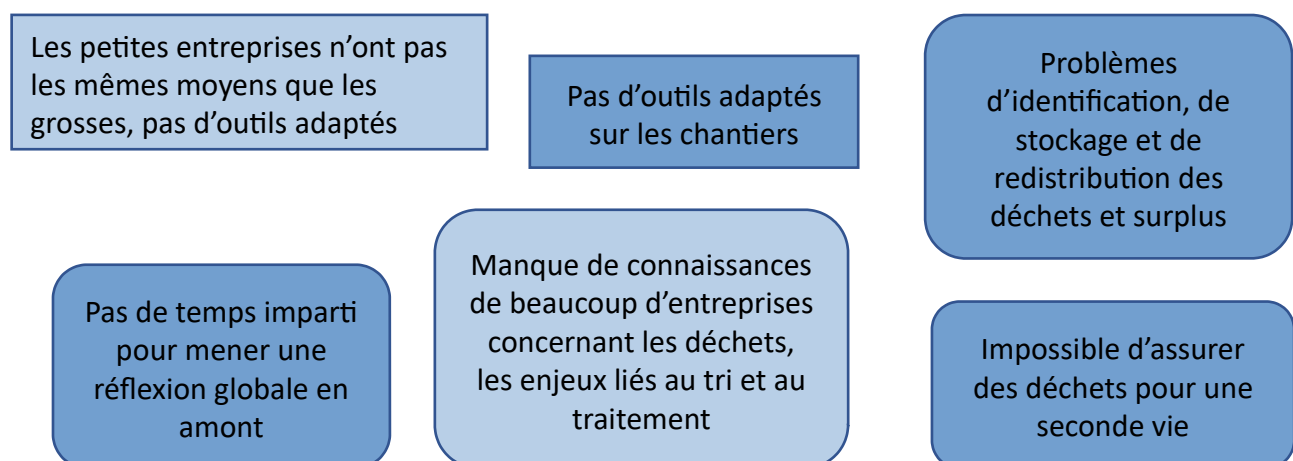 Les petites entreprises n’ont pas
les mêmes moyens que les
grosses, pas d’outils adaptés
Pas d’outils adaptés
sur les chantiers
Problèmes
d’identification, de
stockage et de
redistribution des
déchets et surplus
Pas de temps imparti
pour mener une
réflexion globale en
amont
Manque de connaissances
de beaucoup d’entreprises
concernant les déchets,
les enjeux liés au tri et au
traitement
Impossible d’assurer
des déchets pour une
seconde vie